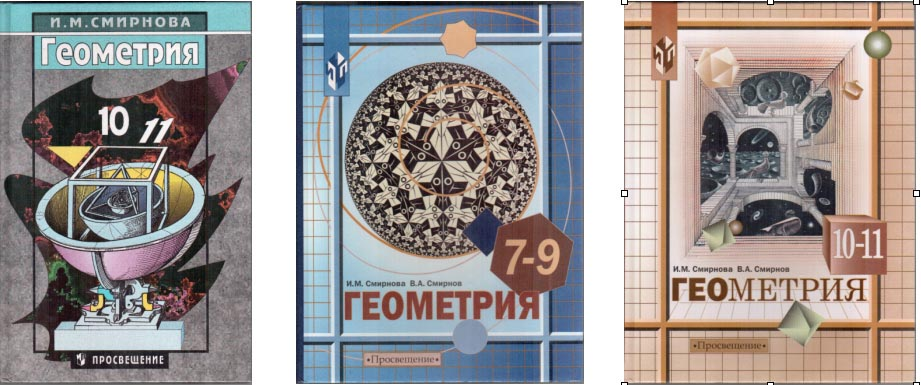 И.М.СМИРНОВА
Геометрия
10
11
ПРОСВЕЩЕНИЕ
7-9
И.М. Смирнова В.А. Смирнов
ГЕОМЕТРИЯ
•Просвещение•
10-11
И.М. Смирнова В.А. Смирнов
ГЕОМЕТРИЯ
•Просвещение•